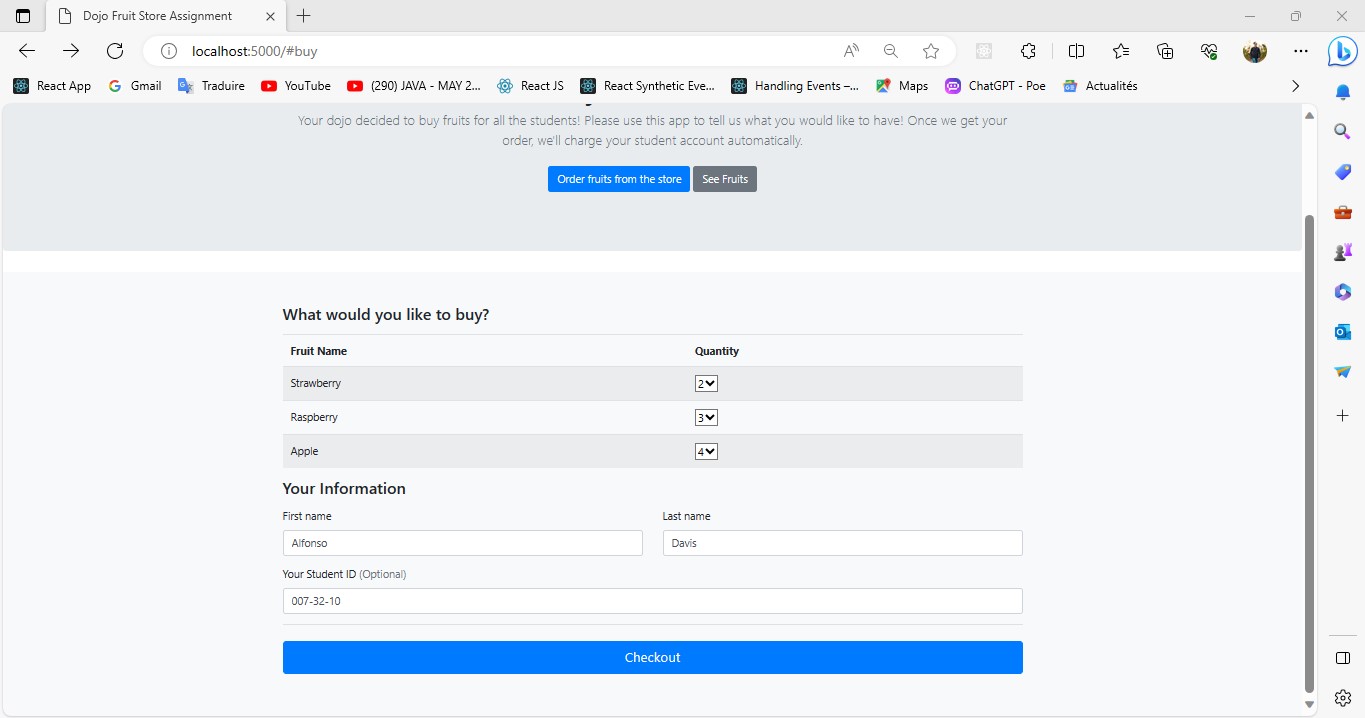 Dojo Fruit Store Assignment
localhost:5000/#buy
React App Gmail Traduire YouTube (290) JAVA - MAY 2... React JS React Synthetic Eve... Handling Events –... Maps ChatGPT - Poe Actualités
Your dojo decided to buy fruits for all the students! Please use this app to tell us what you would like to have! Once we get your
order, we'll charge your student account automatically.
Order fruits from the store See Fruits
What would you like to buy?
Fruit Name Quantity
Strawberry 2
Raspberry 3
Apple 4
Your Information
First name Last name
Alfonso Davis
Your Student ID (Optional)
007-32-10
Checkout